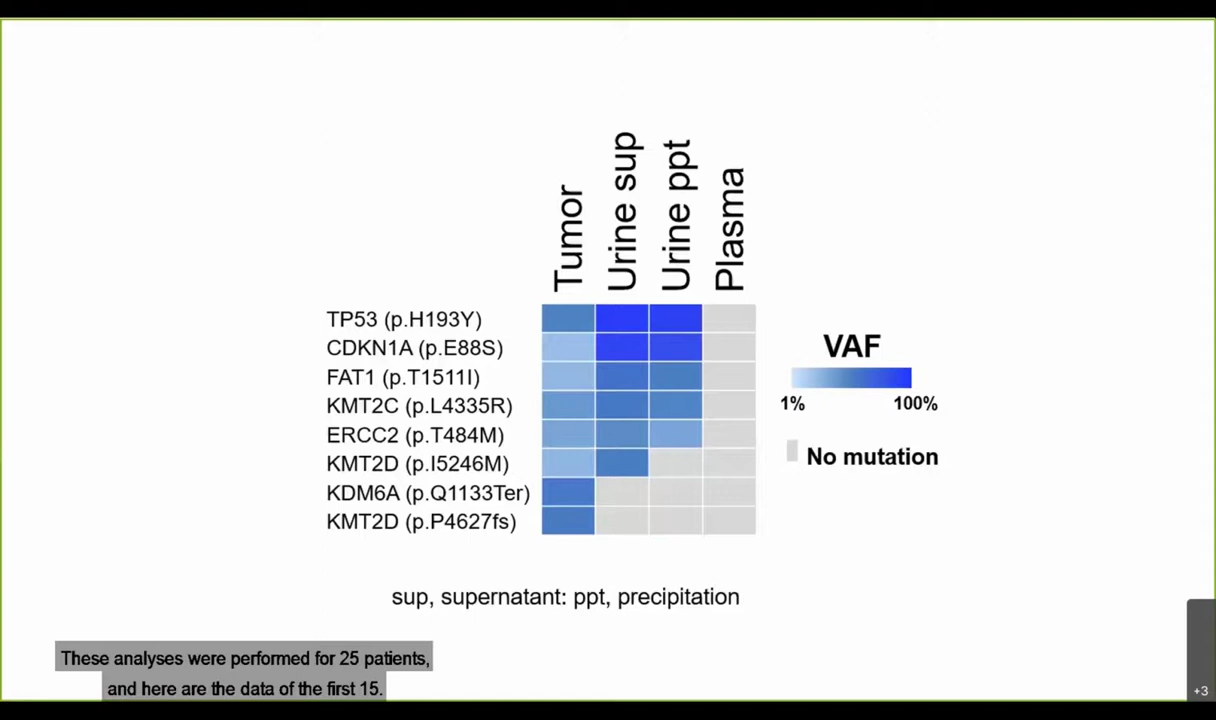 Tumor
Urine sup
Urine ppt
Plasma
TP53 (p.H193Y)
CDKN1A (p.E88S)
FAT1 (p.T1511I)
KMT2C (p.L4335R)
ERCC2 (p.T484M)
KMT2D (p.I5246M)
KDM6A (p.Q1133Ter)
KMT2D (p.P4627fs)
VAF
1% 100%
No mutation
sup, supernatant: ppt, precipitation
These analyses were performed for 25 patients,
and here are the data of the first 15.
+3